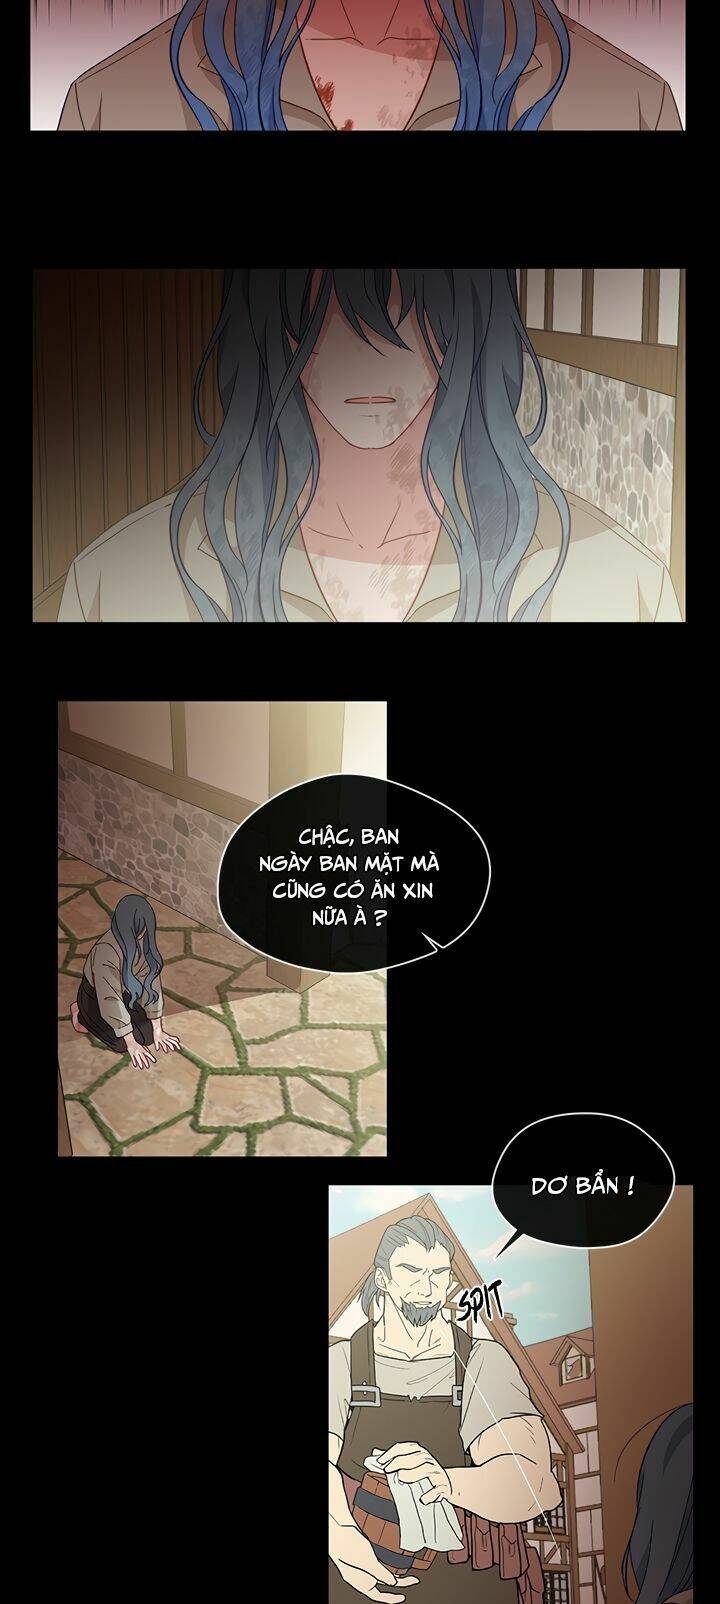 CHẬC, BAN
NGÀY BAN MẶT MÀ
CŨNG CÓ ĂN XIN
NỮA À ?
DƠ BẨN !
SPIT